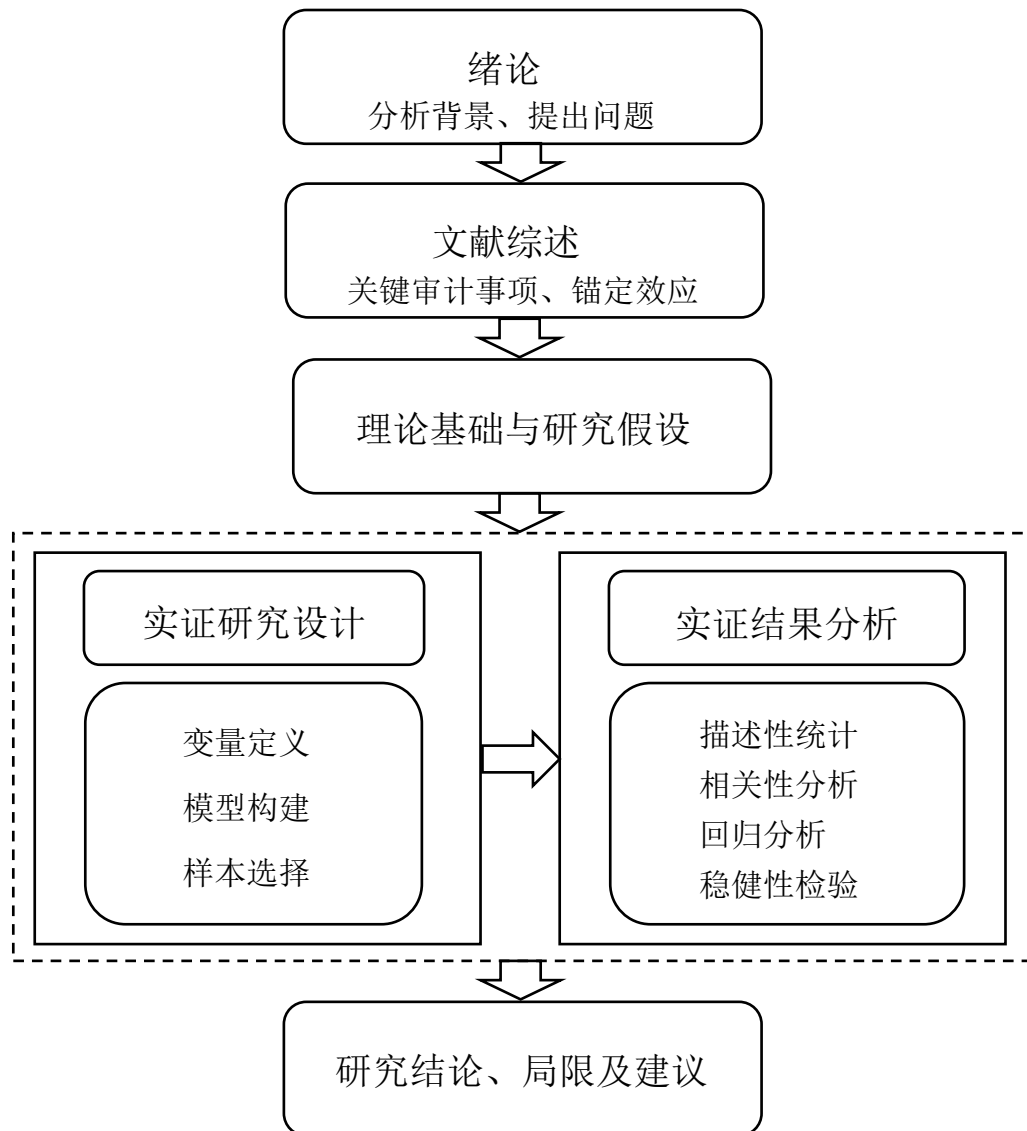 绪论
分析背景、提出问题
文献综述
关键审计事项、锚定效应
理论基础与研究假设
实证研究设计
变量定义
模型构建
样本选择
实证结果分析
描述性统计
相关性分析
回归分析
稳健性检验
研究结论、局限及建议